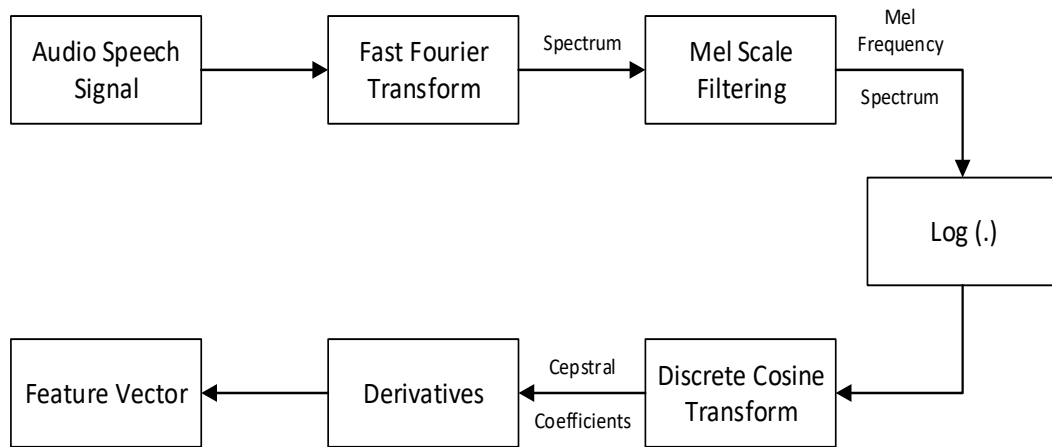 Audio Speech
Signal
Fast Fourier
Transform
Spectrum
Mel Scale
Filtering
Mel
Frequency
Spectrum
Log (.)
Discrete Cosine
Transform
Cepstral
Coefficients
Derivatives
Feature Vector